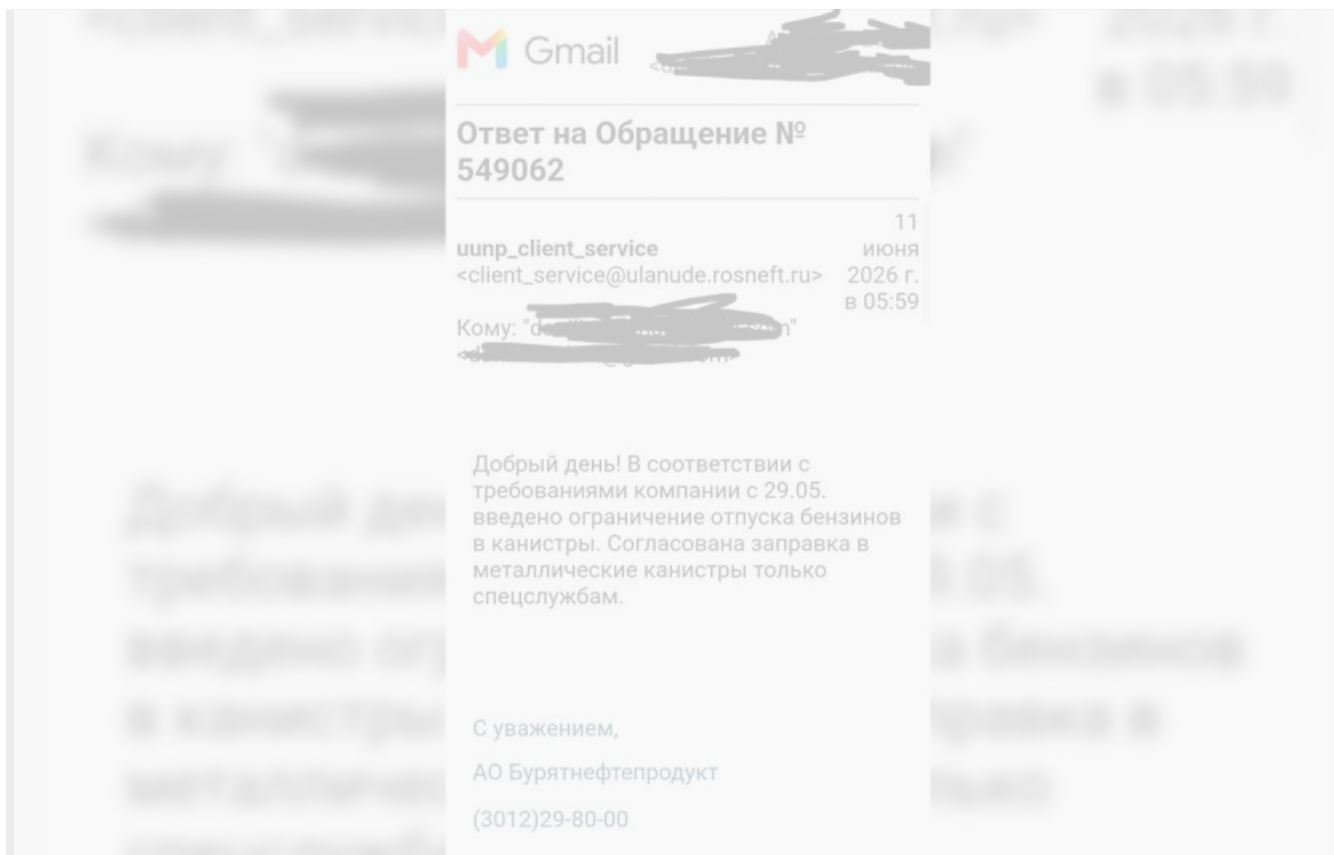 Gmail
Ответ на Обращение №
549062
11
uunp_client_service
июня
<client_service@ulanude.rosneft.ru>
2026 г.
в 05:59
Кому:
Добрый день! В соответствии с
требованиями компании с 29.05.
введено ограничение отпуска бензинов
в канистры. Согласована заправка в
металлические канистры только
спецслужбам.
С уважением,
АО Бурятнефтепродукт
(3012)29-80-00